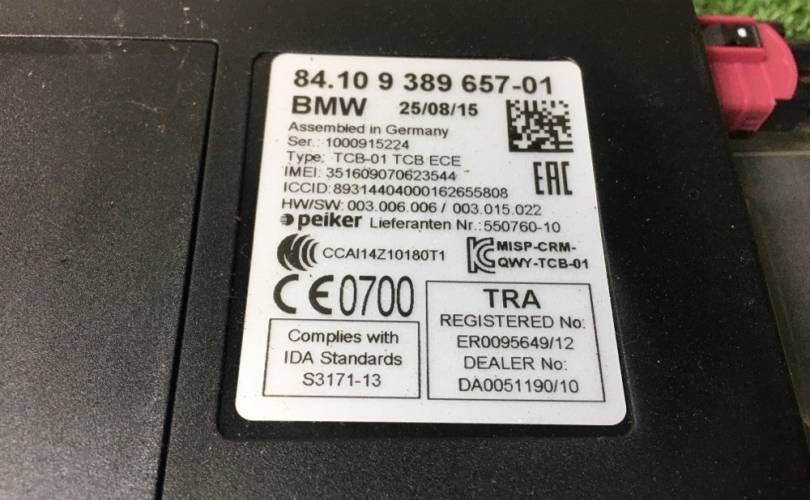 84.10 9 389 657-01
BMW 25/08/15
Assembled in Germany
Ser.: 1000915224
Type: TCB-01 TCB ECE
IMEI: 351609070623544
ICCID:89314404000162655808
EAC
HW/SW: 003.006.006 / 003.015.022
peiker Lieferanten Nr.:550760-10
CCAI14Z10180T1
MISP-CRM-
QWY-TCB-01
CE0700
Complies with
IDA Standards
S3171-13
TRA
REGISTERED No:
ER0095649/12
DEALER No:
DA0051190/10